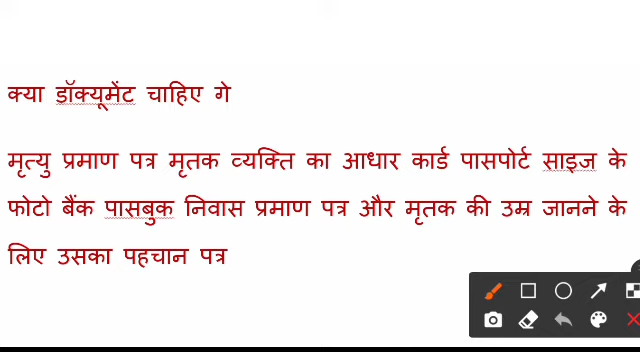 क्या डॉक्यूमेंट चाहिए गे
मृत्यु प्रमाण पत्र मृतक व्यक्ति का आधार कार्ड पासपोर्ट साइज के
फोटो बैंक पासबुक निवास प्रमाण पत्र और मृतक की उम्र जानने के
लिए उसका पहचान पत्र